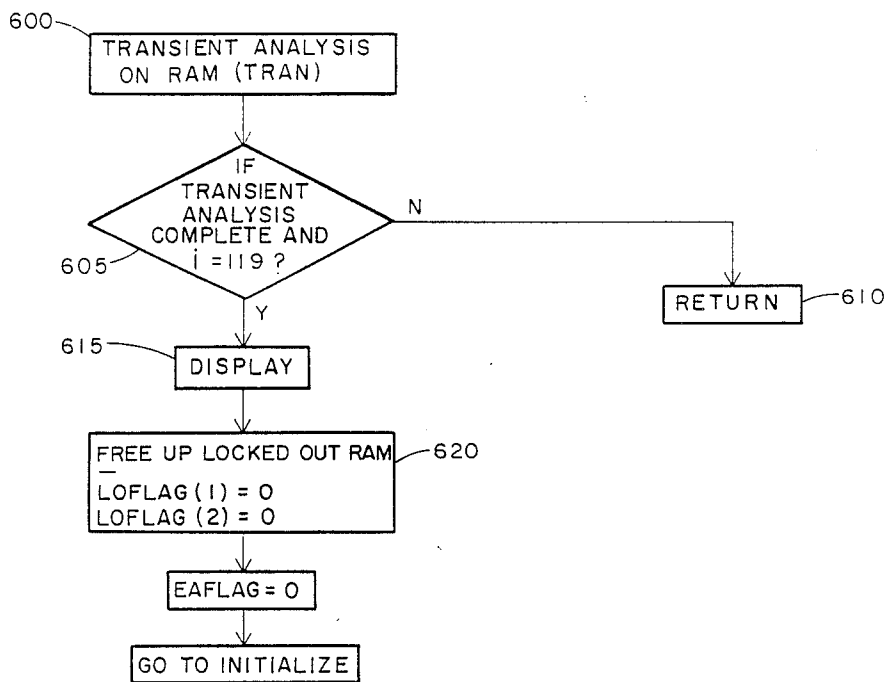 600
TRANSIENT ANALYSIS
ON RAM (TRAN)
IF
TRANSIENT
ANALYSIS
COMPLETE AND
i = 119 ?
605
N
RETURN
610
Y
615
DISPLAY
FREE UP LOCKED OUT RAM
LOFLAG (1) = 0
LOFLAG (2) = 0
620
EAFLAG = 0
GO TO INITIALIZE